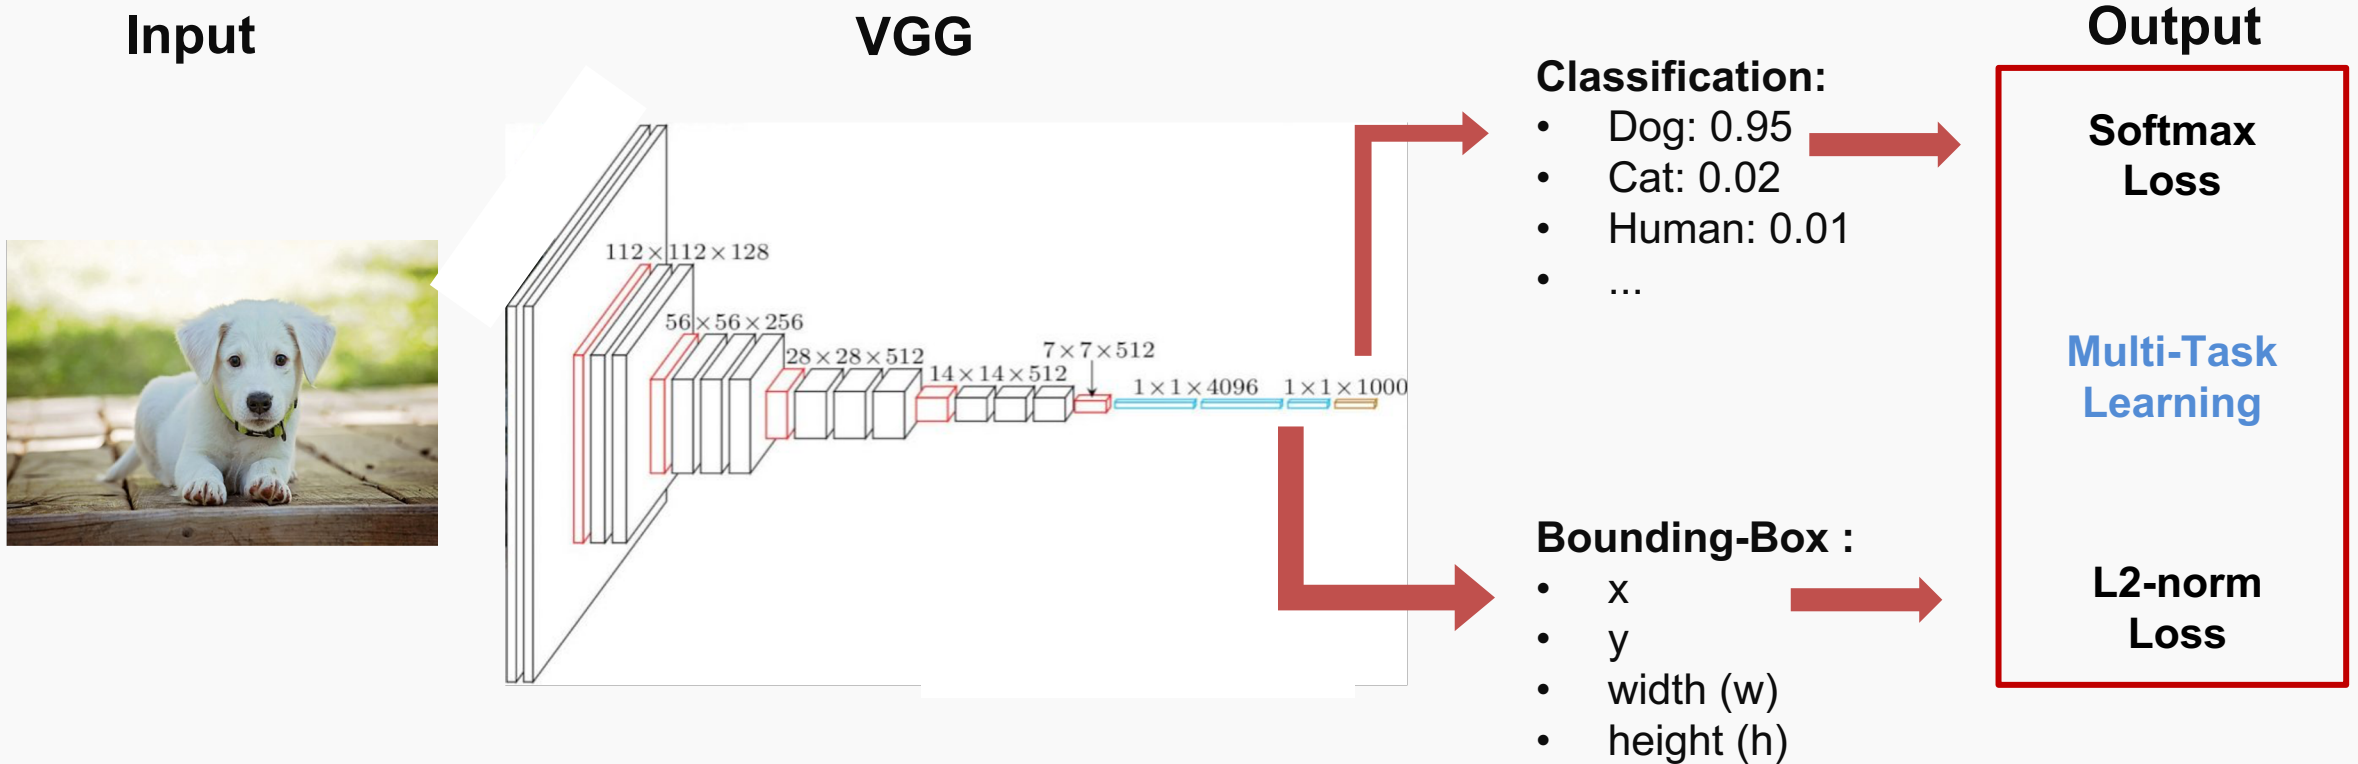 Input
VGG
Output
112×112×128
56×56×256
28×28×512
14×14×512
7×7×512
1×1×4096
1×1×1000
Classification:
• Dog: 0.95
• Cat: 0.02
• Human: 0.01
• ...
Bounding-Box :
• x
• y
• width (w)
• height (h)
Softmax
Loss
Multi-Task
Learning
L2-norm
Loss